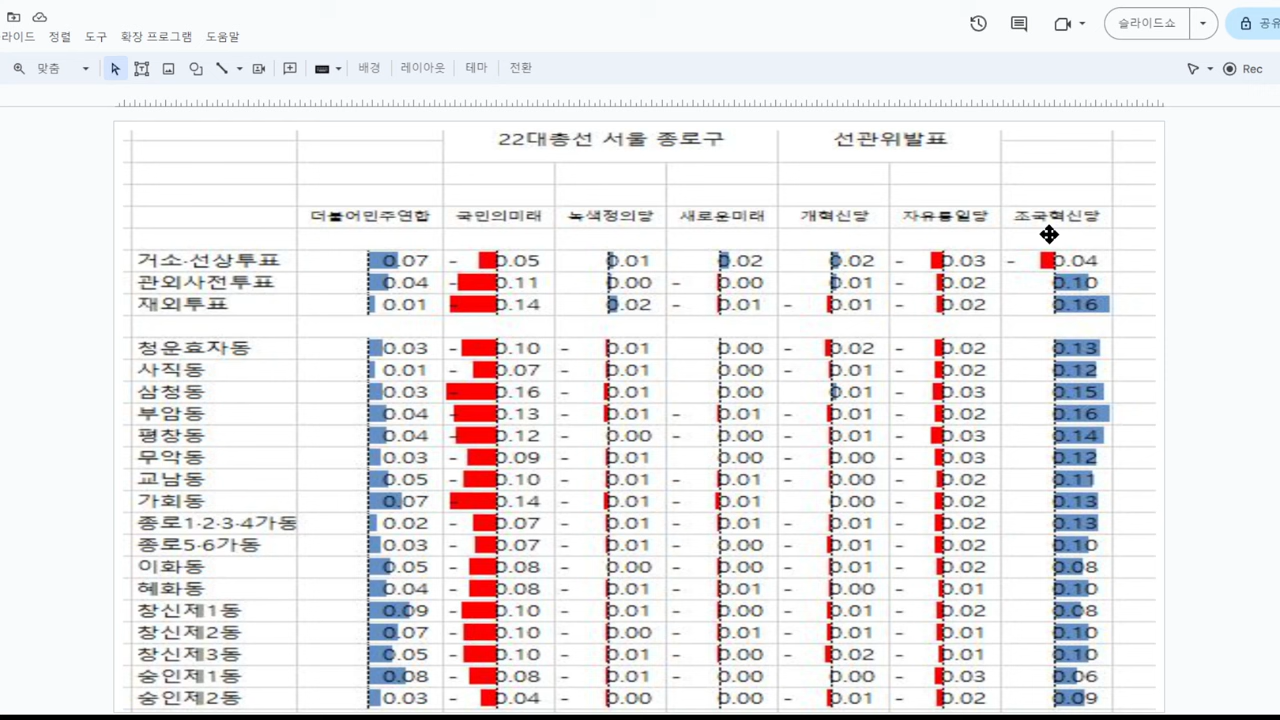 라이드 정렬 도구 확장 프로그램 도움말
슬라이드쇼 공유
맞춤 배경 레이아웃 테마 전환 Rec
22대총선 서울 종로구 선관위발표
더불어민주연합 국민의미래 녹색정의당 새로운미래 개혁신당 자유통일당 조국혁신당
거소·선상투표 0.07 - 0.05 0.01 0.02 0.02 - 0.03 - 0.04
관외사전투표 0.04 - 0.11 0.00 - 0.00 0.01 - 0.02 0.10
재외투표 0.01 - 0.14 0.02 - 0.01 - 0.01 - 0.02 0.16
청운효자동 0.03 - 0.10 - 0.01 0.00 - 0.02 - 0.02 0.13
사직동 0.01 - 0.07 - 0.01 0.00 - 0.01 - 0.02 0.12
삼청동 0.03 - 0.16 - 0.01 0.00 0.01 - 0.03 0.15
부암동 0.04 - 0.13 - 0.01 - 0.01 - 0.01 - 0.02 0.16
평창동 0.04 - 0.12 - 0.00 0.00 - 0.01 - 0.03 0.14
무악동 0.03 - 0.09 - 0.01 0.00 - 0.00 - 0.03 0.12
교남동 0.05 - 0.10 - 0.01 - 0.01 - 0.00 - 0.02 0.11
가회동 0.07 - 0.14 - 0.01 - 0.01 0.00 - 0.02 0.13
종로1·2·3·4가동 0.02 - 0.07 - 0.01 - 0.01 - 0.01 - 0.02 0.13
종로5·6가동 0.03 - 0.07 - 0.01 - 0.00 - 0.01 - 0.02 0.10
이화동 0.05 - 0.08 - 0.00 - 0.01 - 0.01 - 0.02 0.08
혜화동 0.04 - 0.08 - 0.01 - 0.01 - 0.00 - 0.01 0.10
창신제1동 0.09 - 0.10 - 0.01 - 0.00 - 0.01 - 0.02 0.08
창신제2동 0.07 - 0.10 - 0.00 - 0.01 - 0.01 - 0.01 0.10
창신제3동 0.05 - 0.10 - 0.01 - 0.00 - 0.02 - 0.01 0.10
숭인제1동 0.08 - 0.08 - 0.01 - 0.00 0.00 - 0.03 0.06
숭인제2동 0.03 - 0.04 - 0.00 - 0.00 - 0.01 - 0.02 0.09